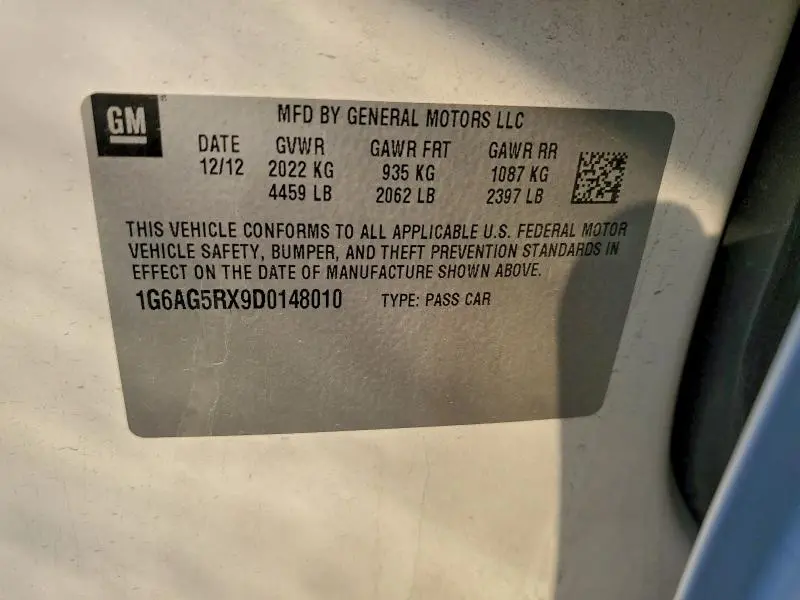 GM
MFD BY GENERAL MOTORS LLC
DATE GVWR GAWR FRT GAWR RR
12/12 2022 KG 935 KG 1087 KG
4459 LB 2062 LB 2397 LB
THIS VEHICLE CONFORMS TO ALL APPLICABLE U.S. FEDERAL MOTOR
VEHICLE SAFETY, BUMPER, AND THEFT PREVENTION STANDARDS IN
EFFECT ON THE DATE OF MANUFACTURE SHOWN ABOVE.
1G6AG5RX9D0148010 TYPE: PASS CAR